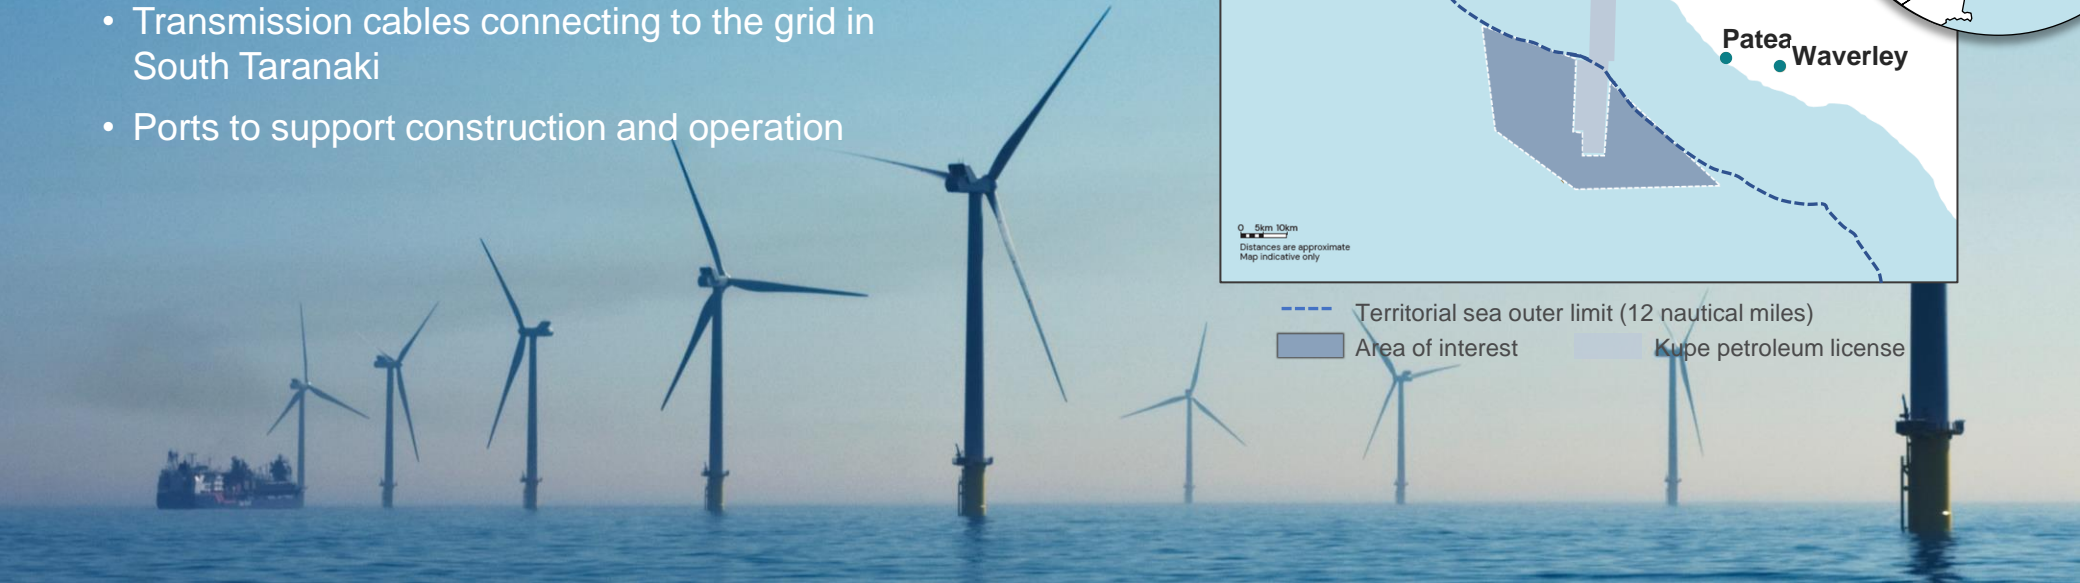 • Transmission cables connecting to the grid in
South Taranaki
• Ports to support construction and operation
Patea
Waverley
0 5km 10km
Distances are approximate
Map indicative only
Territorial sea outer limit (12 nautical miles)
Area of interest
Kupe petroleum license